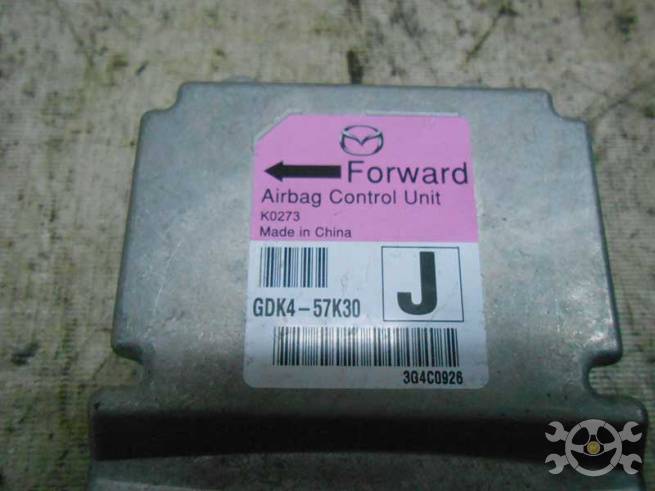 Forward
Airbag Control Unit
K0273
Made in China
GDK4-57K30
J
3G4C0926